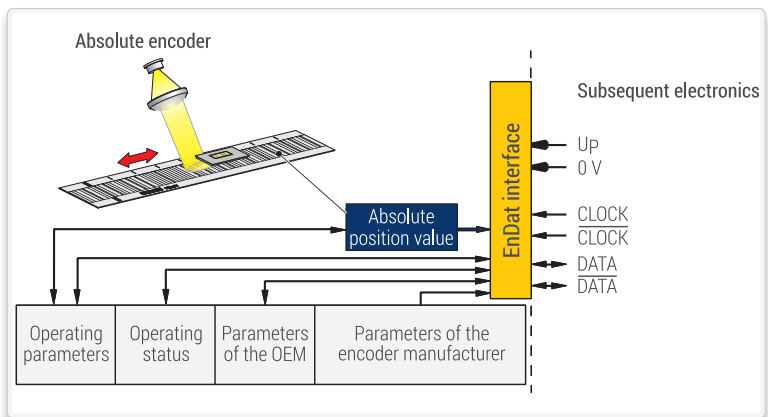 Absolute encoder
Subsequent electronics
EnDat interface
UP
0 V
Absolute
position value
CLOCK
CLOCK
DATA
DATA
Operating
parameters
Operating
status
Parameters
of the OEM
Parameters of the
encoder manufacturer